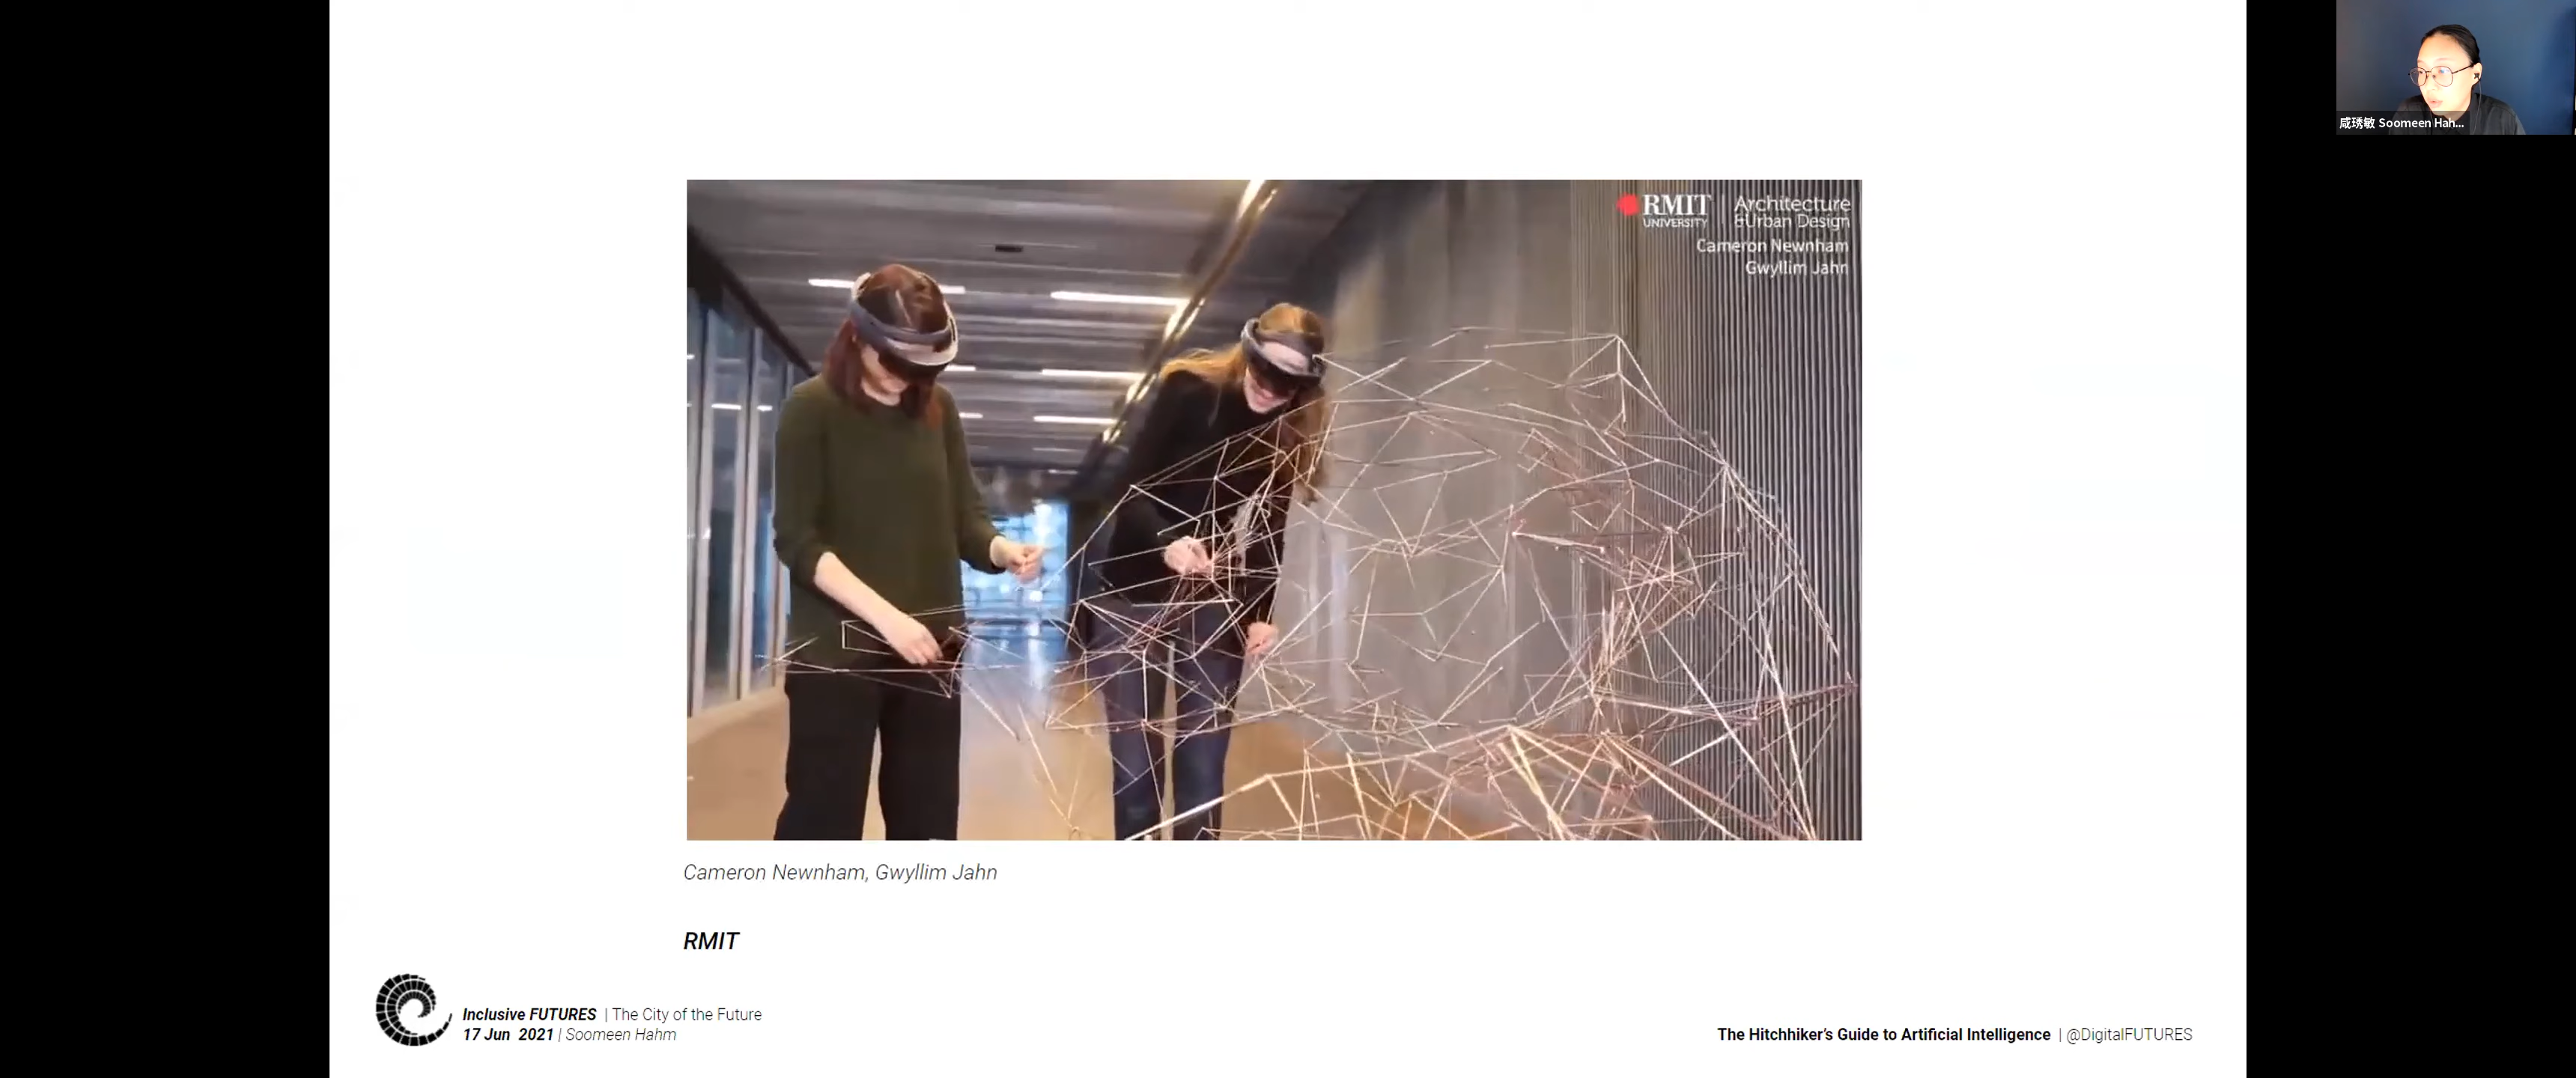 RMIT
UNIVERSITY
Architecture
&Urban Design
Cameron Newnham
Gwyllim Jahn
咸琇敏 Soomeen Hah...
Cameron Newnham, Gwyllim Jahn
RMIT
Inclusive FUTURES | The City of the Future
17 Jun 2021 | Soomeen Hahm
The Hitchhiker's Guide to Artificial Intelligence | @DigitalFUTURES